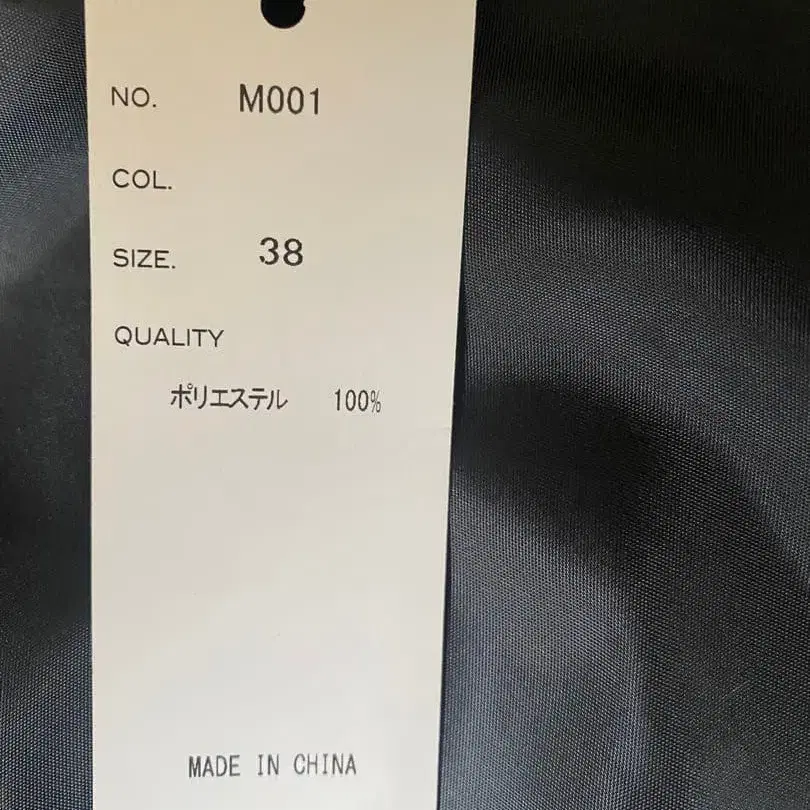 NO. M001
COL.
SIZE. 38
QUALITY
ポリエステル 100%
MADE IN CHINA